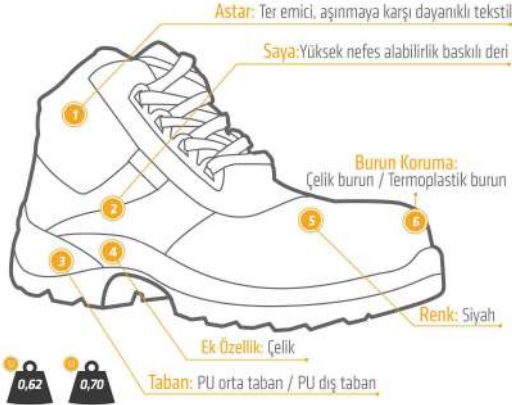 Astar: Ter emici, aşınmaya karşı dayanıklı tekstil
Saya:Yüksek nefes alabilirlik baskılı deri
1
Burun Koruma:
Çelik burun / Termoplastik burun
2
5
6
4
3
Renk: Siyah
Ek Özellik: Çelik
0,62
0,70
Taban: PU orta taban / PU dış taban